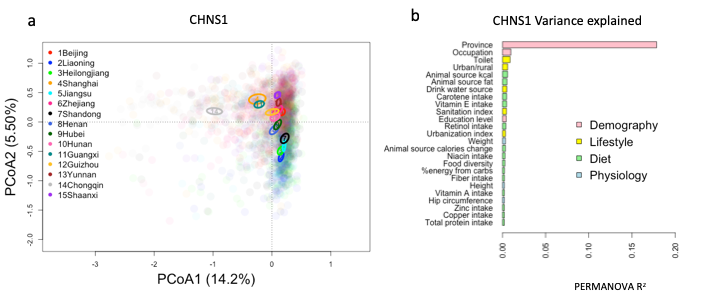 a
CHNS1
1Beijing
2Liaoning
3Heilongjiang
4Shanghai
5Jiangsu
6Zhejiang
7Shandong
8Henan
9Hubei
10Hunan
11Guangxi
12Guizhou
13Yunnan
14Chongqin
15Shaanxi
PCoA2 (5.50%)
1.0
0.5
0.0
-0.5
-1.0
-1.5
-2.0
-3
-2
-1
0
1
PCoA1 (14.2%)
b
CHNS1 Variance explained
Province
Occupation
Toilet
Urban/rural
Animal source kcal
Animal source fat
Drink water source
Carotene intake
Vitamin E intake
Sanitation index
Education level
Retinol intake
Urbanization index
Weight
Animal source calories change
Niacin intake
Food diversity
%energy from carbs
Fiber intake
Height
Vitamin A intake
Hip circumference
Zinc intake
Copper intake
Total protein intake
Demography
Lifestyle
Diet
Physiology
0.00
0.05
0.10
0.15
0.20
PERMANOVA R²